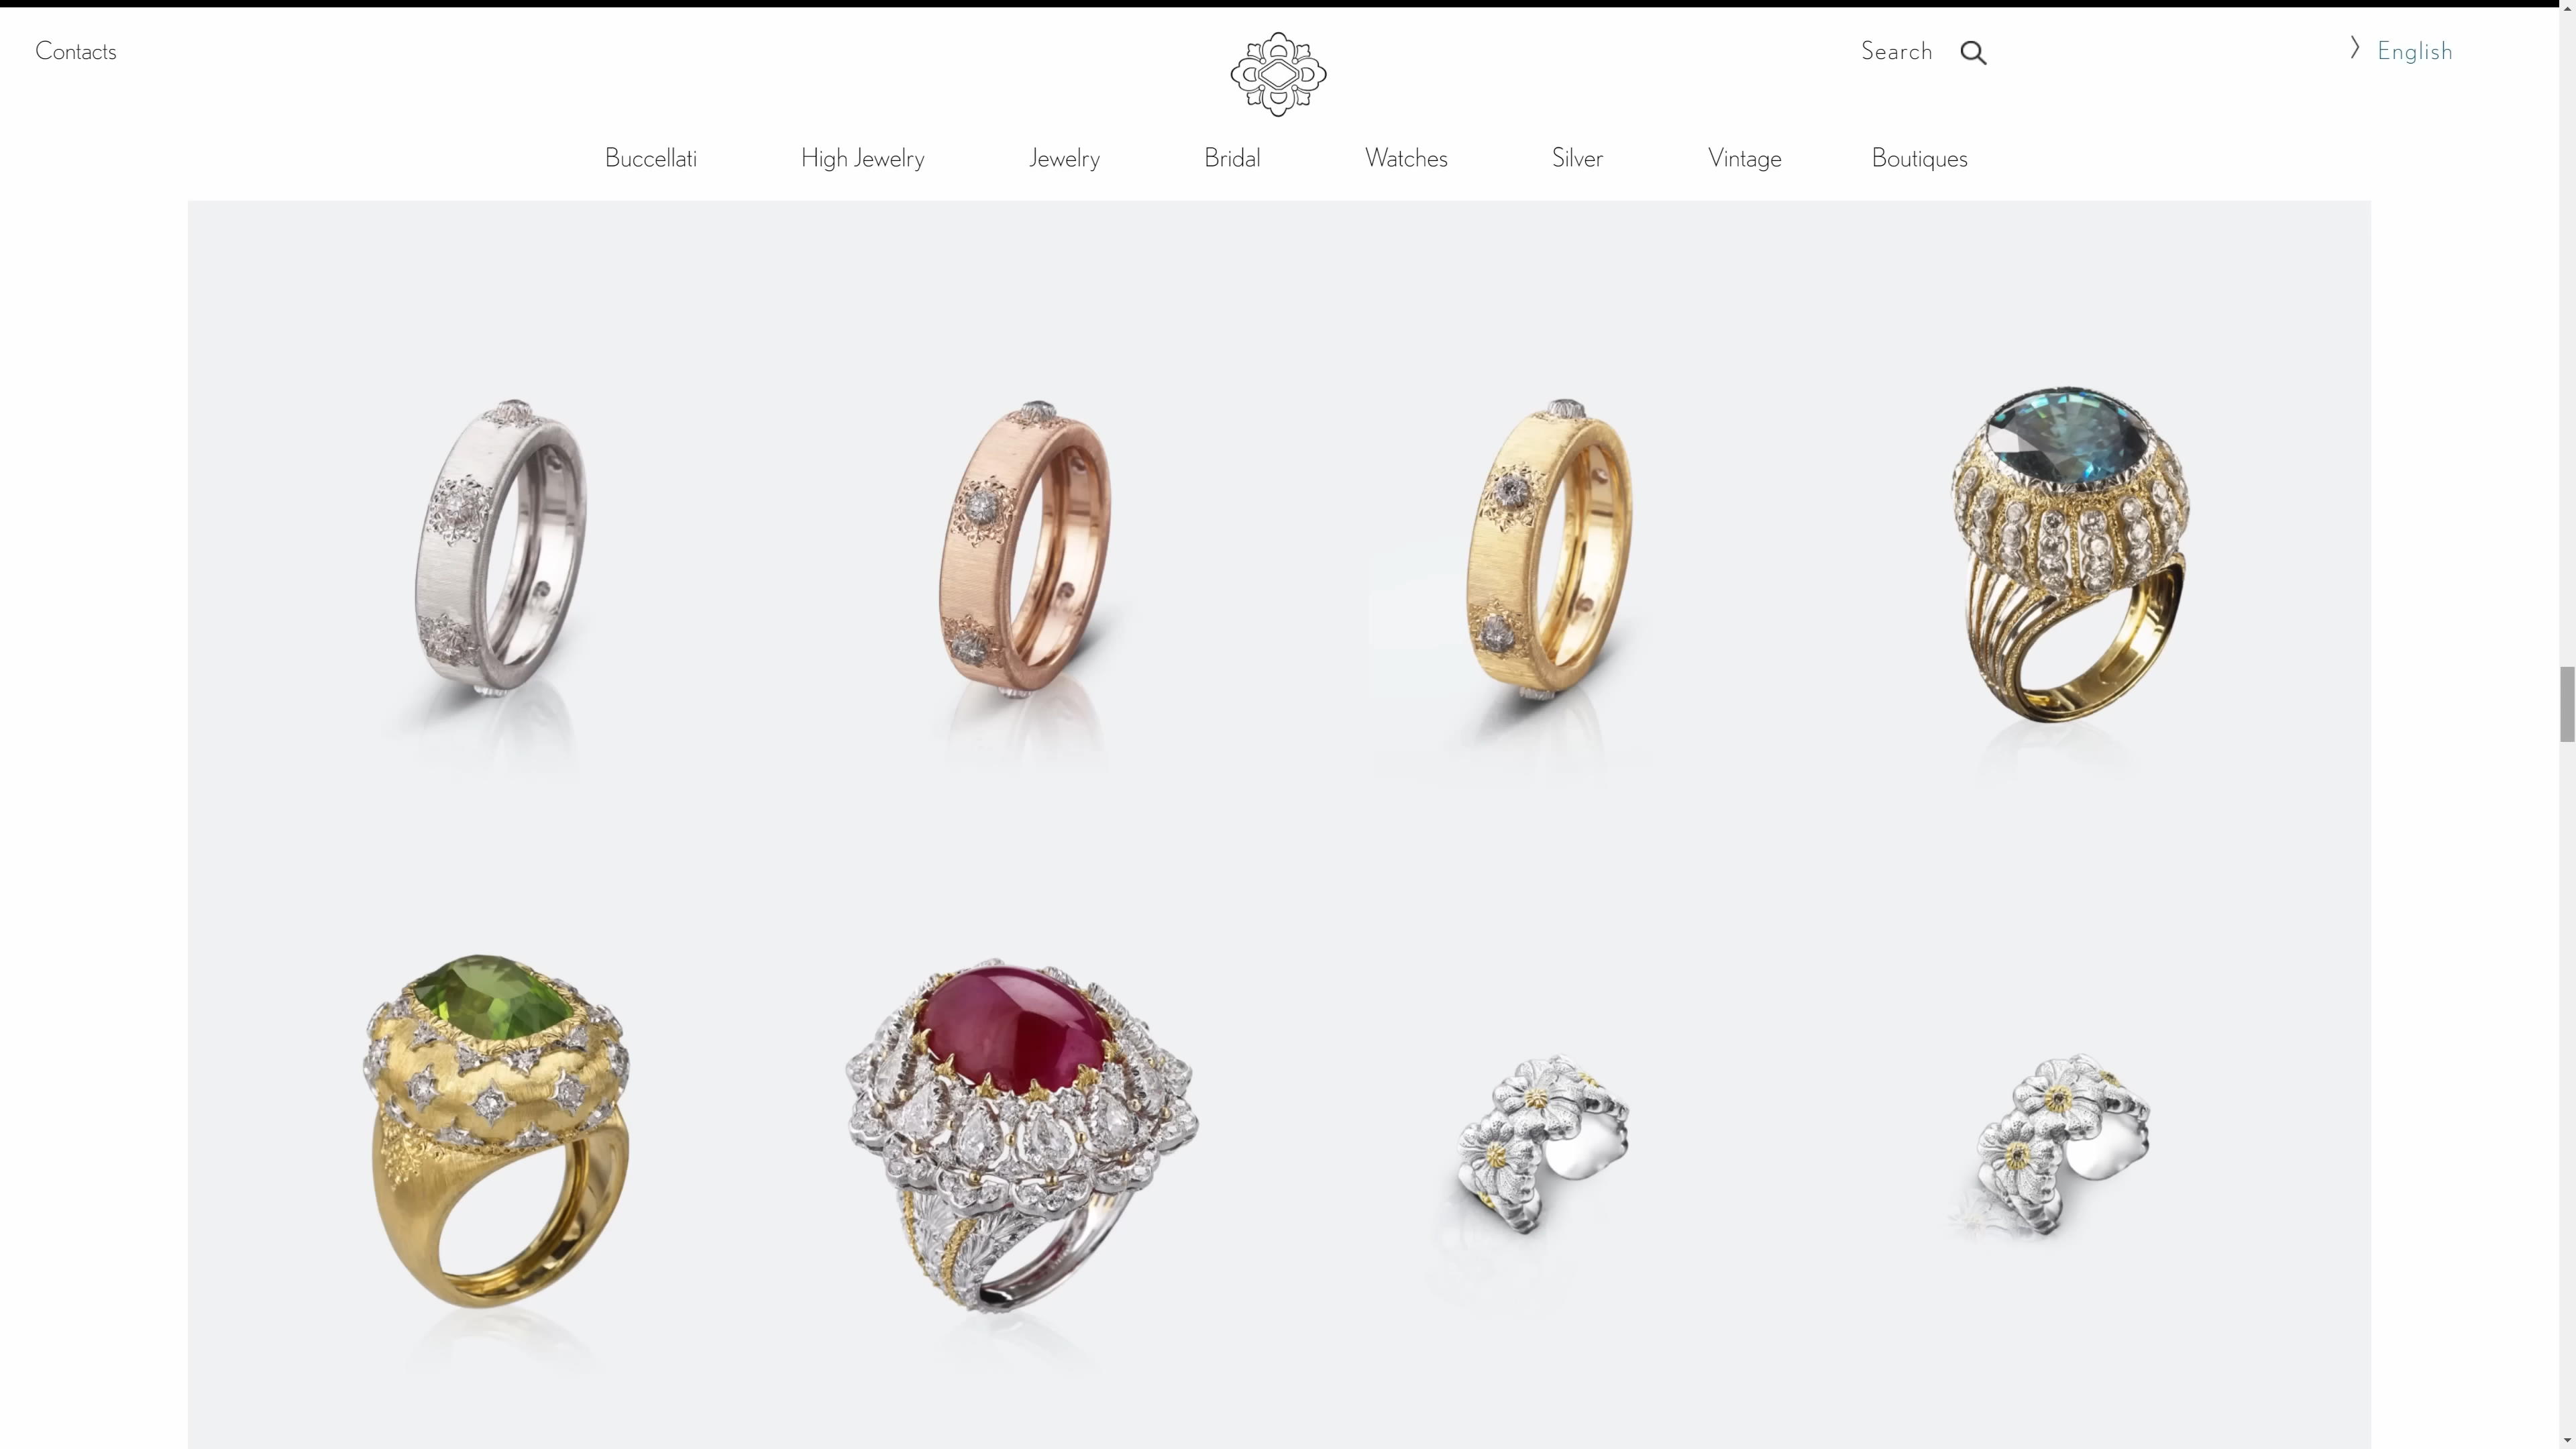 Contacts
Search
English
Buccellati High Jewelry Jewelry Bridal Watches Silver Vintage Boutiques